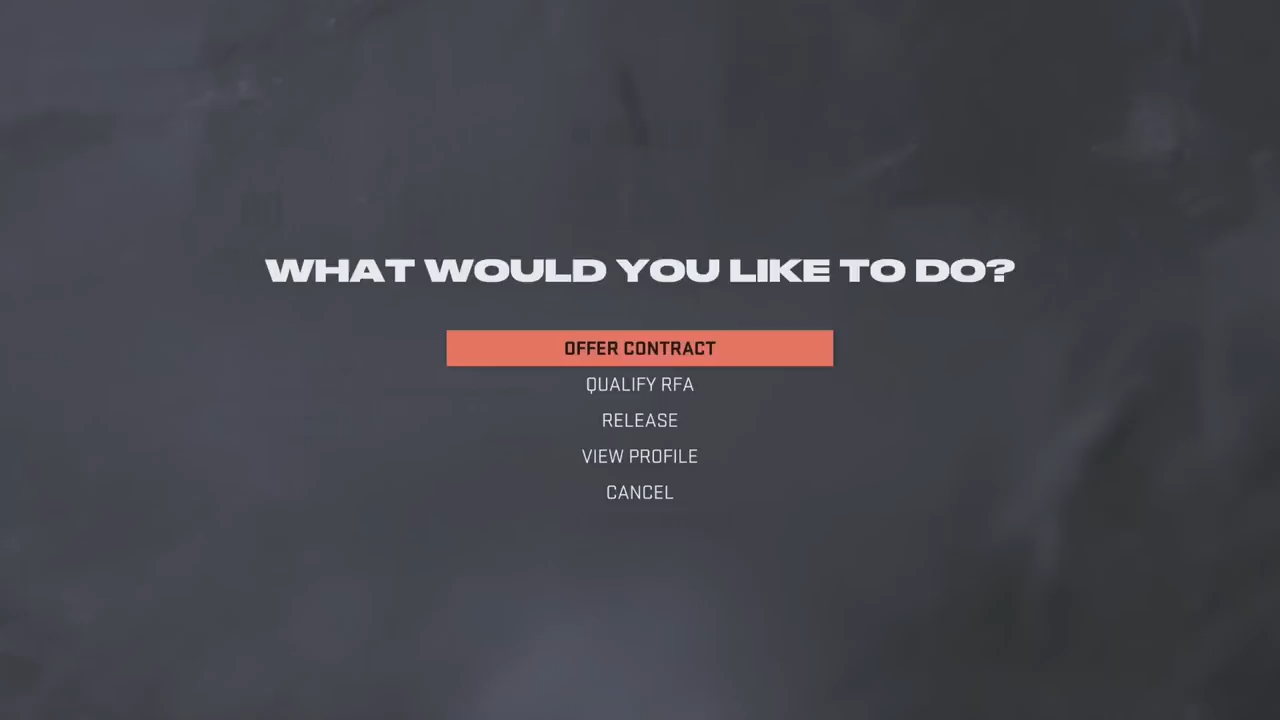 WHAT WOULD YOU LIKE TO DO?
OFFER CONTRACT
QUALIFY RFA
RELEASE
VIEW PROFILE
CANCEL